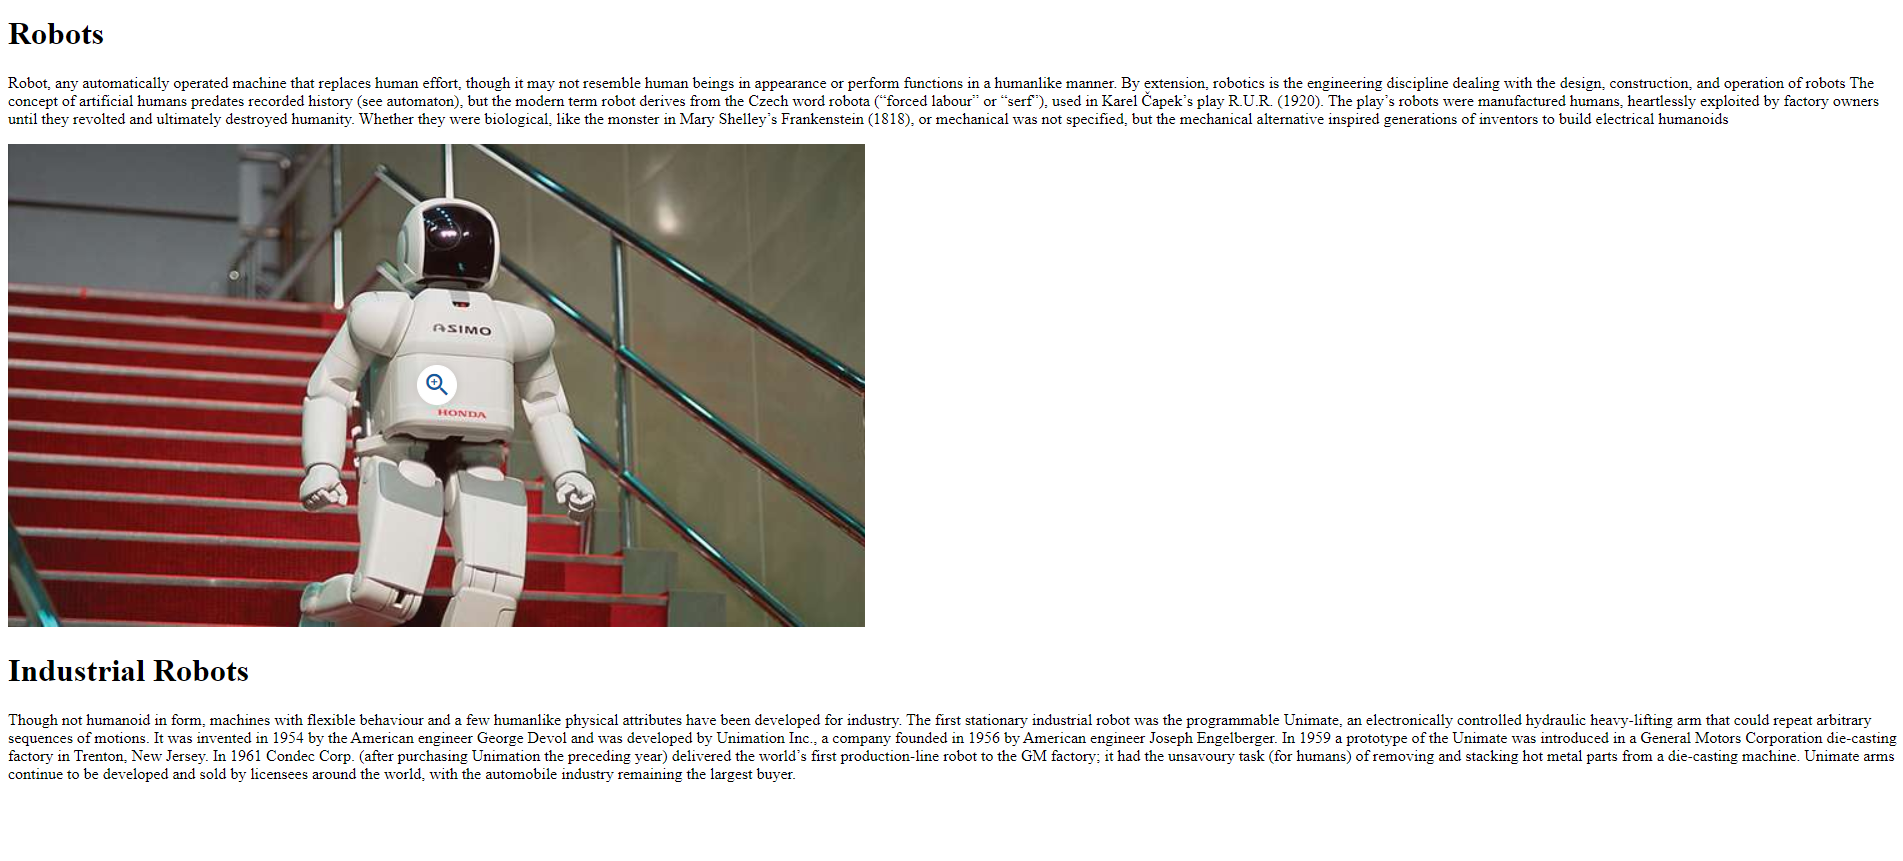 Robots
Robot, any automatically operated machine that replaces human effort, though it may not resemble human beings in appearance or perform functions in a humanlike manner. By extension, robotics is the engineering discipline dealing with the design, construction, and operation of robots The
concept of artificial humans predates recorded history (see automaton), but the modern term robot derives from the Czech word robota (“forced labour” or “serf”), used in Karel Čapek’s play R.U.R. (1920). The play’s robots were manufactured humans, heartlessly exploited by factory owners
until they revolted and ultimately destroyed humanity. Whether they were biological, like the monster in Mary Shelley’s Frankenstein (1818), or mechanical was not specified, but the mechanical alternative inspired generations of inventors to build electrical humanoids
ASIMO
HONDA
Industrial Robots
Though not humanoid in form, machines with flexible behaviour and a few humanlike physical attributes have been developed for industry. The first stationary industrial robot was the programmable Unimate, an electronically controlled hydraulic heavy-lifting arm that could repeat arbitrary
sequences of motions. It was invented in 1954 by the American engineer George Devol and was developed by Unimation Inc., a company founded in 1956 by American engineer Joseph Engelberger. In 1959 a prototype of the Unimate was introduced in a General Motors Corporation die-casting
factory in Trenton, New Jersey. In 1961 Condec Corp. (after purchasing Unimation the preceding year) delivered the world’s first production-line robot to the GM factory; it had the unsavoury task (for humans) of removing and stacking hot metal parts from a die-casting machine. Unimate arms
continue to be developed and sold by licensees around the world, with the automobile industry remaining the largest buyer.